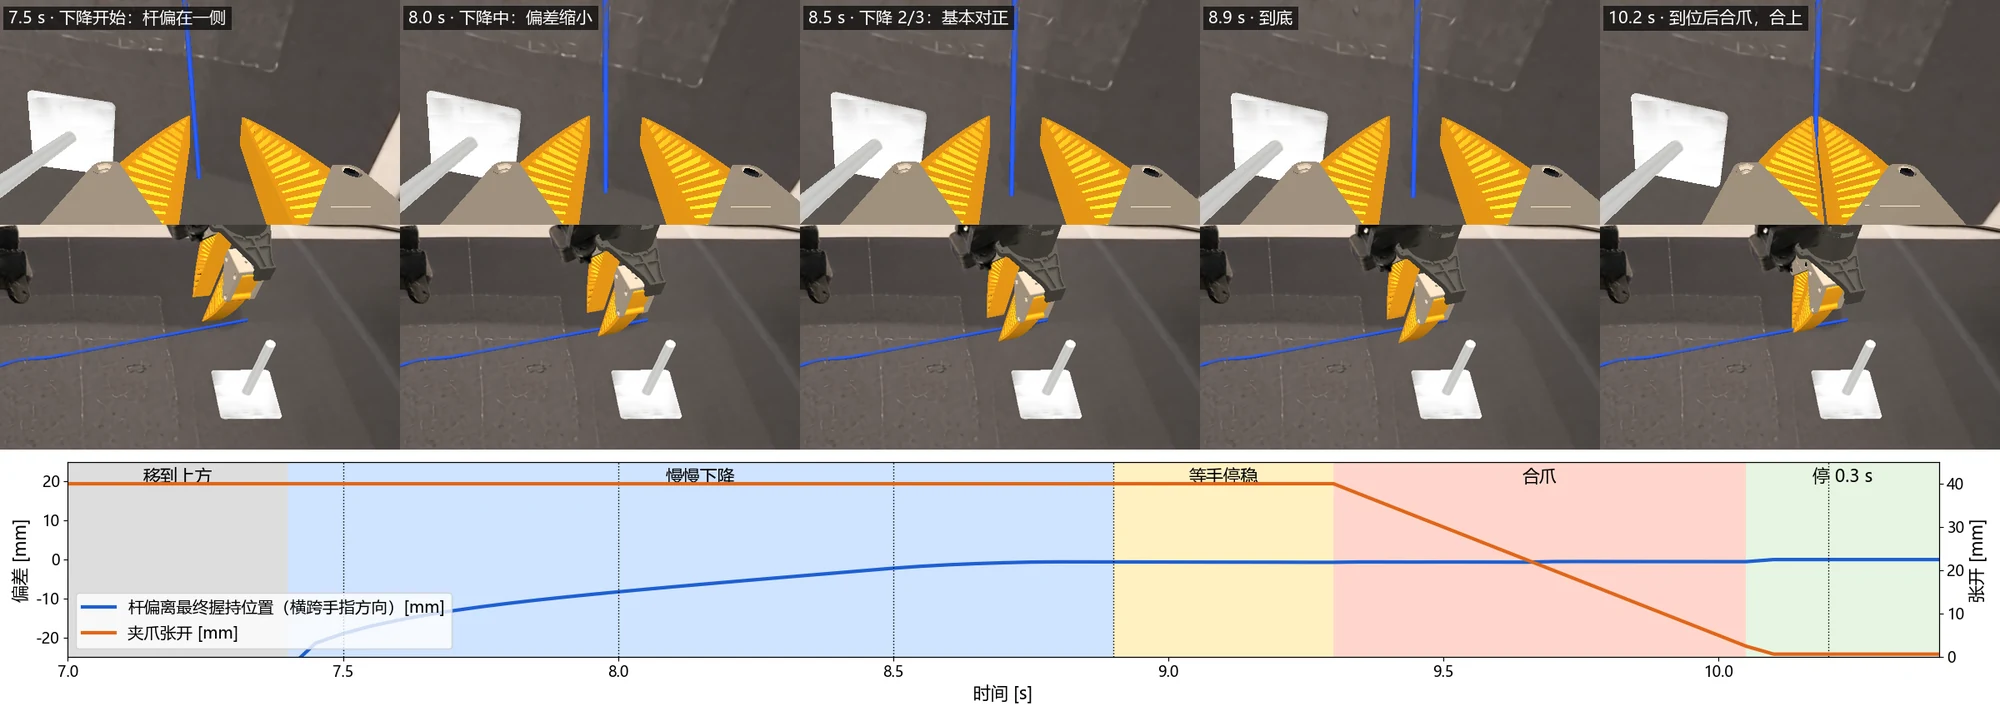 7.5 s · 下降开始：杆偏在一侧
8.0 s · 下降中：偏差缩小
8.5 s · 下降 2/3：基本对正
8.9 s · 到底
10.2 s · 到位后合爪，合上
移到上方
慢慢下降
等手停稳
合爪
停 0.3 s
20
10
0
-10
-20
偏差 [mm]
40
30
20
10
0
张开 [mm]
杆偏离最终握持位置（横跨手指方向）[mm]
夹爪张开 [mm]
7.0
7.5
8.0
8.5
9.0
9.5
10.0
时间 [s]